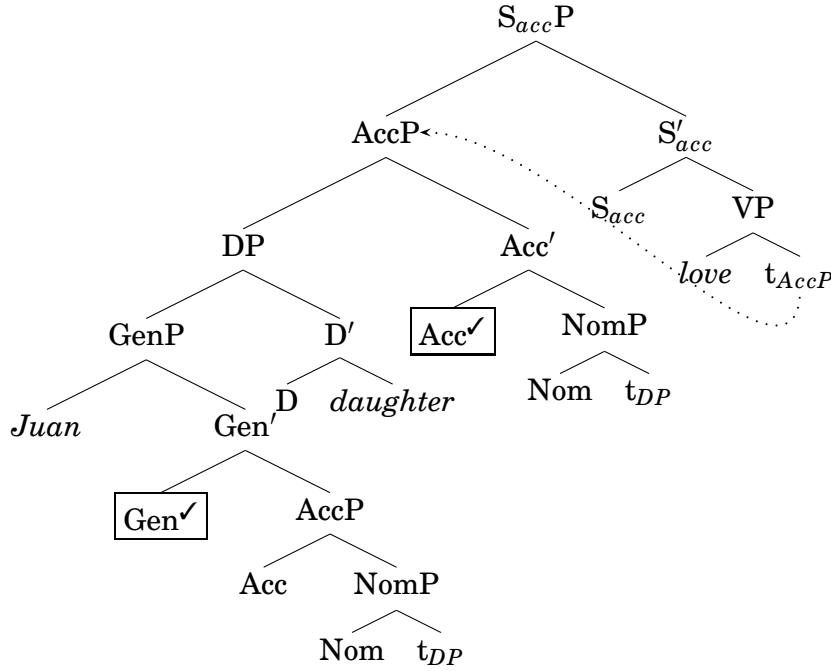 S_accP
AccP S′_acc
S_acc VP
DP Acc′
love t_AccP
GenP D′ Acc✓ NomP
Nom t_DP
D daughter
Juan Gen′
Gen✓ AccP
Acc NomP
Nom t_DP